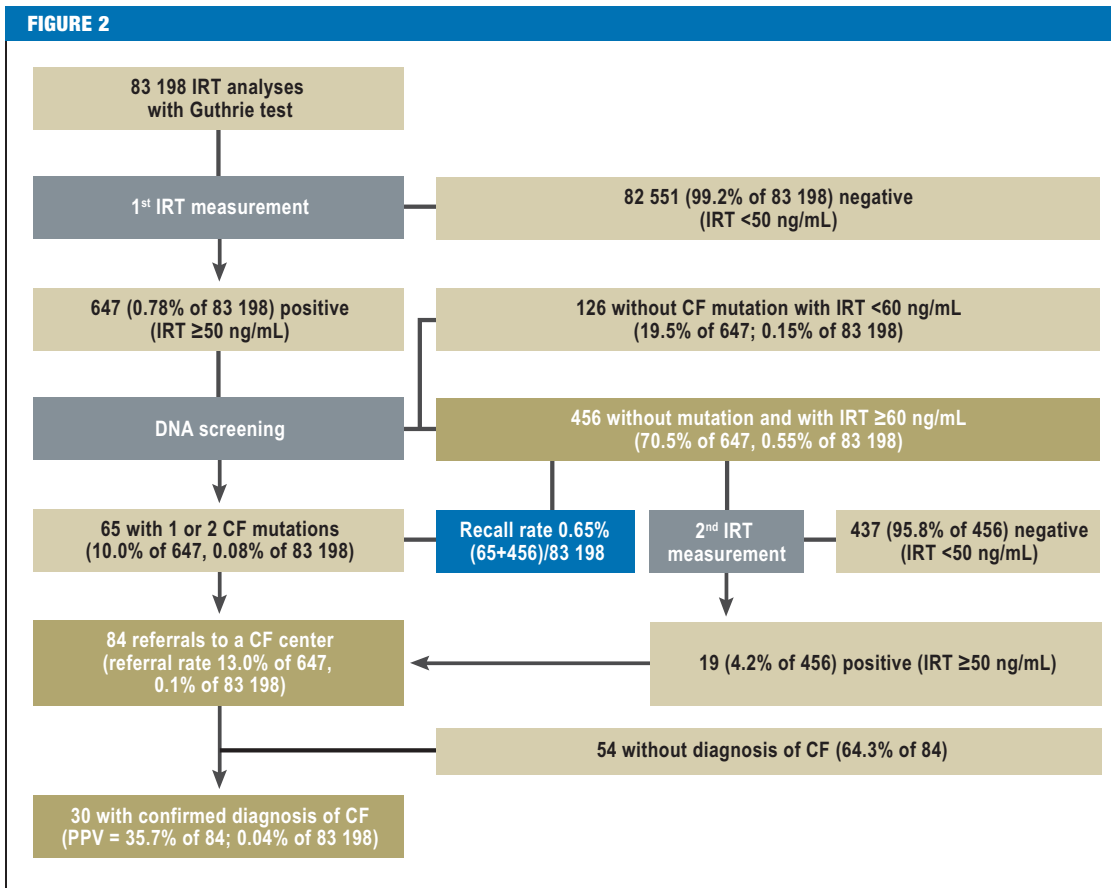 FIGURE 2
83 198 IRT analyses
with Guthrie test
1st IRT measurement
82 551 (99.2% of 83 198) negative
(IRT <50 ng/mL)
647 (0.78% of 83 198) positive
(IRT ≥50 ng/mL)
126 without CF mutation with IRT <60 ng/mL
(19.5% of 647; 0.15% of 83 198)
DNA screening
456 without mutation and with IRT ≥60 ng/mL
(70.5% of 647, 0.55% of 83 198)
65 with 1 or 2 CF mutations
(10.0% of 647, 0.08% of 83 198)
Recall rate 0.65%
(65+456)/83 198
2nd IRT
measurement
437 (95.8% of 456) negative
(IRT <50 ng/mL)
84 referrals to a CF center
(referral rate 13.0% of 647,
0.1% of 83 198)
19 (4.2% of 456) positive (IRT ≥50 ng/mL)
54 without diagnosis of CF (64.3% of 84)
30 with confirmed diagnosis of CF
(PPV = 35.7% of 84; 0.04% of 83 198)